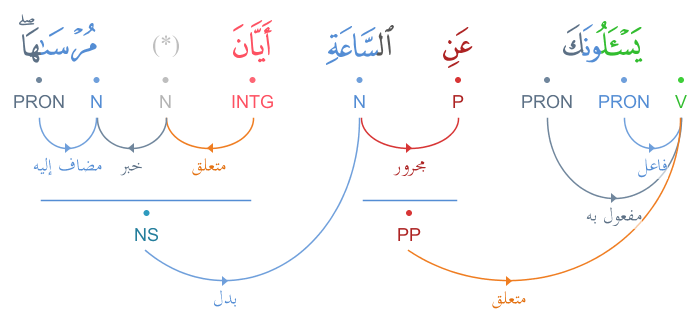 يَسْـَٔلُونَكَ عَنِ ٱلسَّاعَةِ أَيَّانَ (*) مُرْسَىٰهَا ۖ
V PRON PRON P N INTG N N PRON
فاعل مجرور متعلق خبر مضاف إليه
مفعول به
PP NS
متعلق بدل